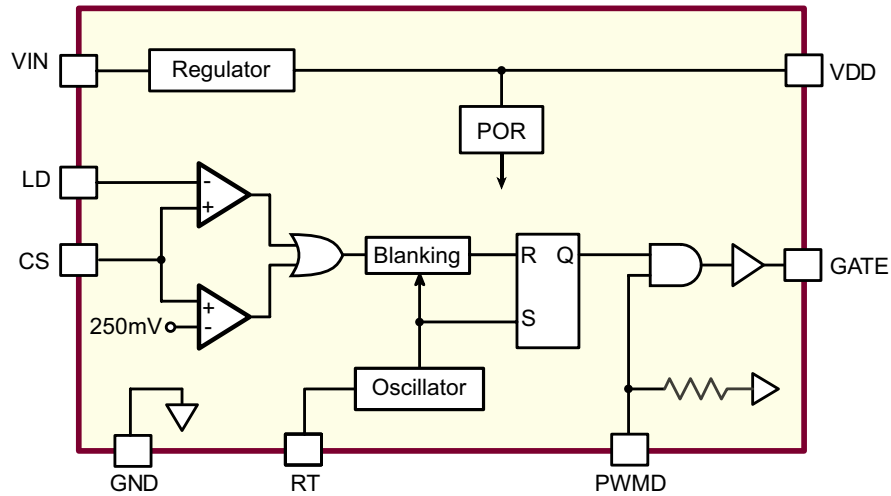 VIN
Regulator
VDD
POR
LD
-
+
CS
Blanking
R
Q
GATE
+
250mV
-
S
Oscillator
GND
RT
PWMD